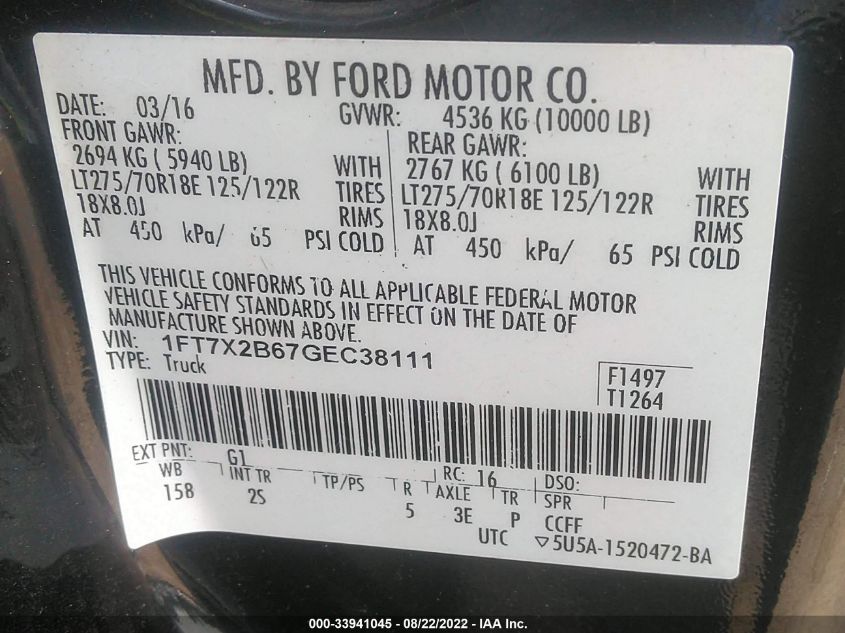 MFD. BY FORD MOTOR CO.
DATE: 03/16 GVWR: 4536 KG (10000 LB)
FRONT GAWR: REAR GAWR:
2694 KG ( 5940 LB) WITH 2767 KG ( 6100 LB) WITH
LT275/70R18E 125/122R TIRES LT275/70R18E 125/122R TIRES
18X8.0J RIMS 18X8.0J RIMS
AT 450 kPa/ 65 PSI COLD AT 450 kPa/ 65 PSI COLD
THIS VEHICLE CONFORMS TO ALL APPLICABLE FEDERAL MOTOR
VEHICLE SAFETY STANDARDS IN EFFECT ON THE DATE OF
MANUFACTURE SHOWN ABOVE.
VIN: 1FT7X2B67GEC38111
TYPE: Truck
F1497
T1264
EXT PNT: G1 RC: 16 DSO:
WB INT TR TP/PS R AXLE TR SPR
158 2S 5 3E P CCFF
UTC ▽5U5A-1520472-BA
000-33941045 - 08/22/2022 - IAA Inc.